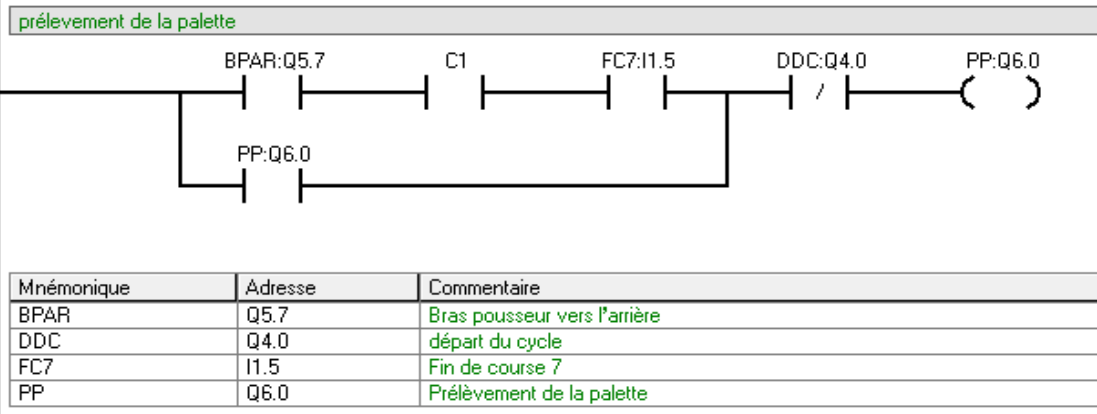 prélevement de la palette
BPAR:Q5.7 C1 FC7:I1.5 DDC:Q4.0 PP:Q6.0
/
PP:Q6.0
Mnémonique Adresse Commentaire
BPAR Q5.7 Bras pousseur vers l'arrière
DDC Q4.0 départ du cycle
FC7 I1.5 Fin de course 7
PP Q6.0 Prélèvement de la palette